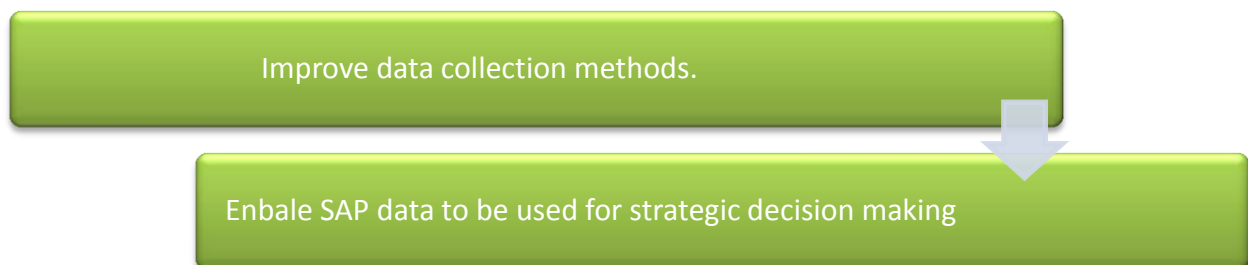 Improve data collection methods.
Enbale SAP data to be used for strategic decision making